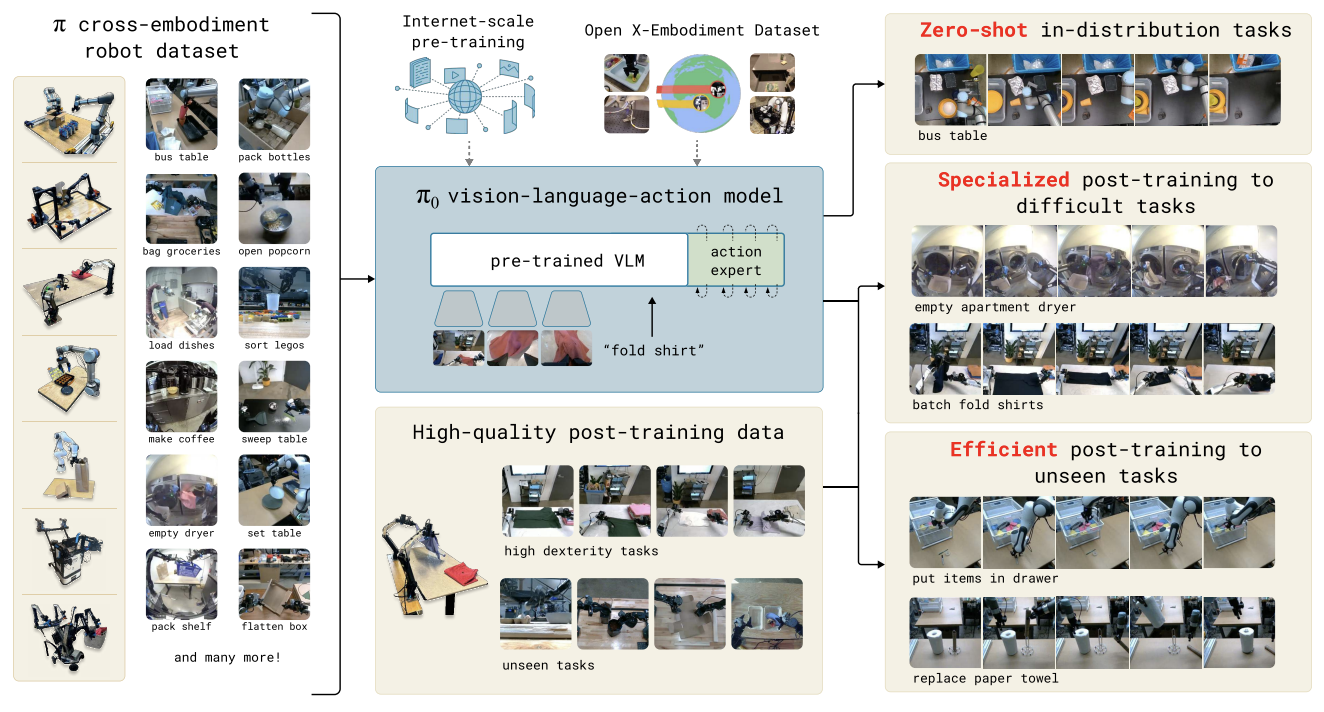 π cross-embodiment
robot dataset
bus table
pack bottles
bag groceries
open popcorn
load dishes
sort legos
make coffee
sweep table
empty dryer
set table
pack shelf
flatten box
and many more!
Internet-scale
pre-training
Open X-Embodiment Dataset
π₀ vision-language-action model
pre-trained VLM
action
expert
“fold shirt”
High-quality post-training data
high dexterity tasks
unseen tasks
Zero-shot in-distribution tasks
bus table
Specialized post-training to
difficult tasks
empty apartment dryer
batch fold shirts
Efficient post-training to
unseen tasks
put items in drawer
replace paper towel